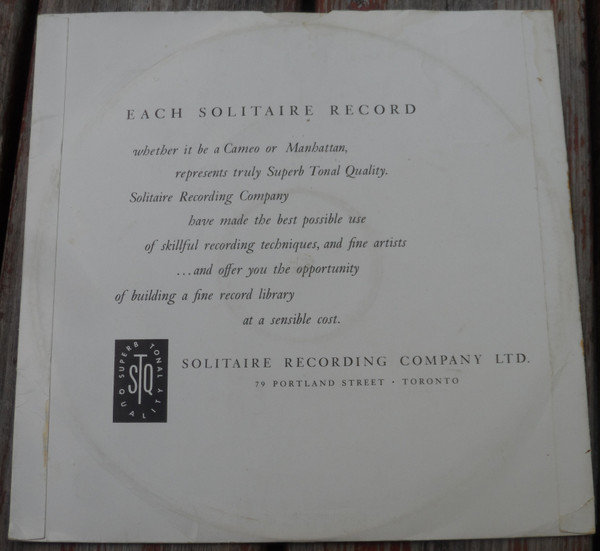 EACH SOLITAIRE RECORD
whether it be a Cameo or Manhattan,
represents truly Superb Tonal Quality.
Solitaire Recording Company
have made the best possible use
of skillful recording techniques, and fine artists
...and offer you the opportunity
of building a fine record library
at a sensible cost.
SUPERB TONAL QUALITY
STQ
SOLITAIRE RECORDING COMPANY LTD.
79 PORTLAND STREET • TORONTO